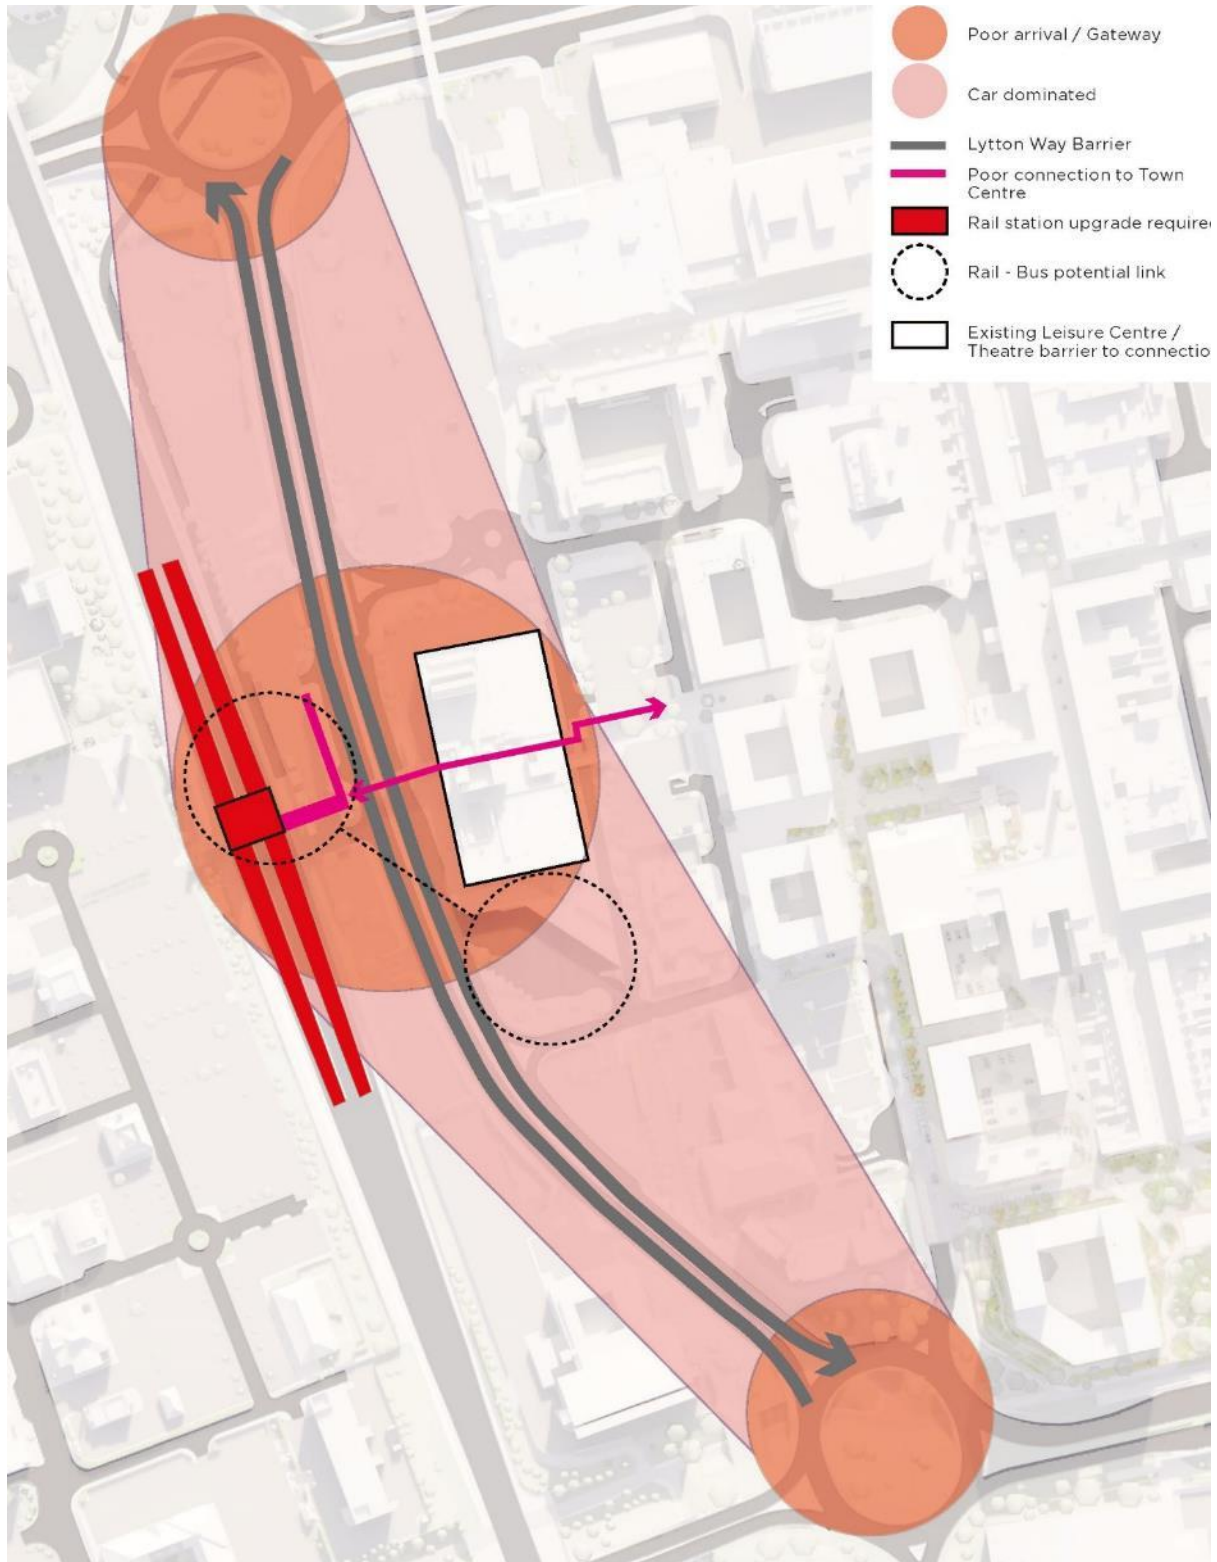 Poor arrival / Gateway
Car dominated
Lytton Way Barrier
Poor connection to Town
Centre
Rail station upgrade require
Rail - Bus potential link
Existing Leisure Centre /
Theatre barrier to connectio